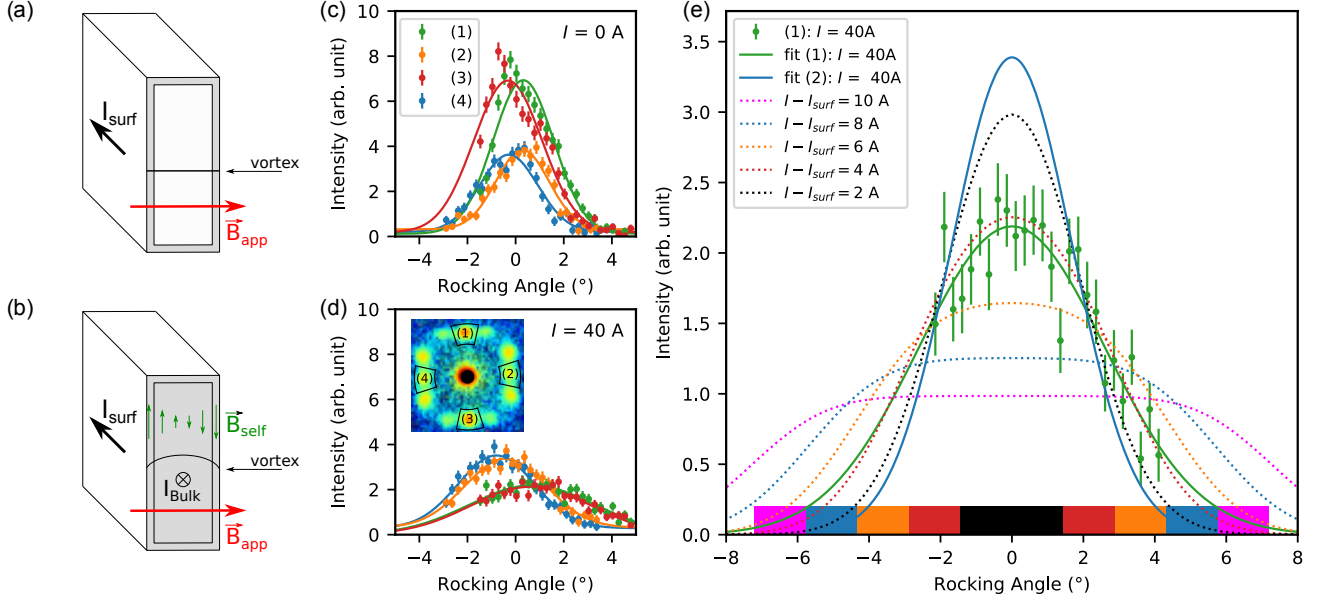 (a)
I_surf
vortex
B_app
(b)
I_surf
B_self
vortex
I_Bulk
B_app
(c)
10
8
6
4
2
0
Intensity (arb. unit)
(1)
(2)
(3)
(4)
I = 0 A
−4 −2 0 2 4
Rocking Angle (°)
(d)
10
8
6
4
2
0
Intensity (arb. unit)
(1)
(2)
(3)
(4)
I = 40 A
−4 −2 0 2 4
Rocking Angle (°)
(e)
3.5
3.0
2.5
2.0
1.5
1.0
0.5
0.0
Intensity (arb. unit)
(1): I = 40A
fit (1): I = 40A
fit (2): I = 40A
I − I_surf = 10 A
I − I_surf = 8 A
I − I_surf = 6 A
I − I_surf = 4 A
I − I_surf = 2 A
−8 −6 −4 −2 0 2 4 6 8
Rocking Angle (°)